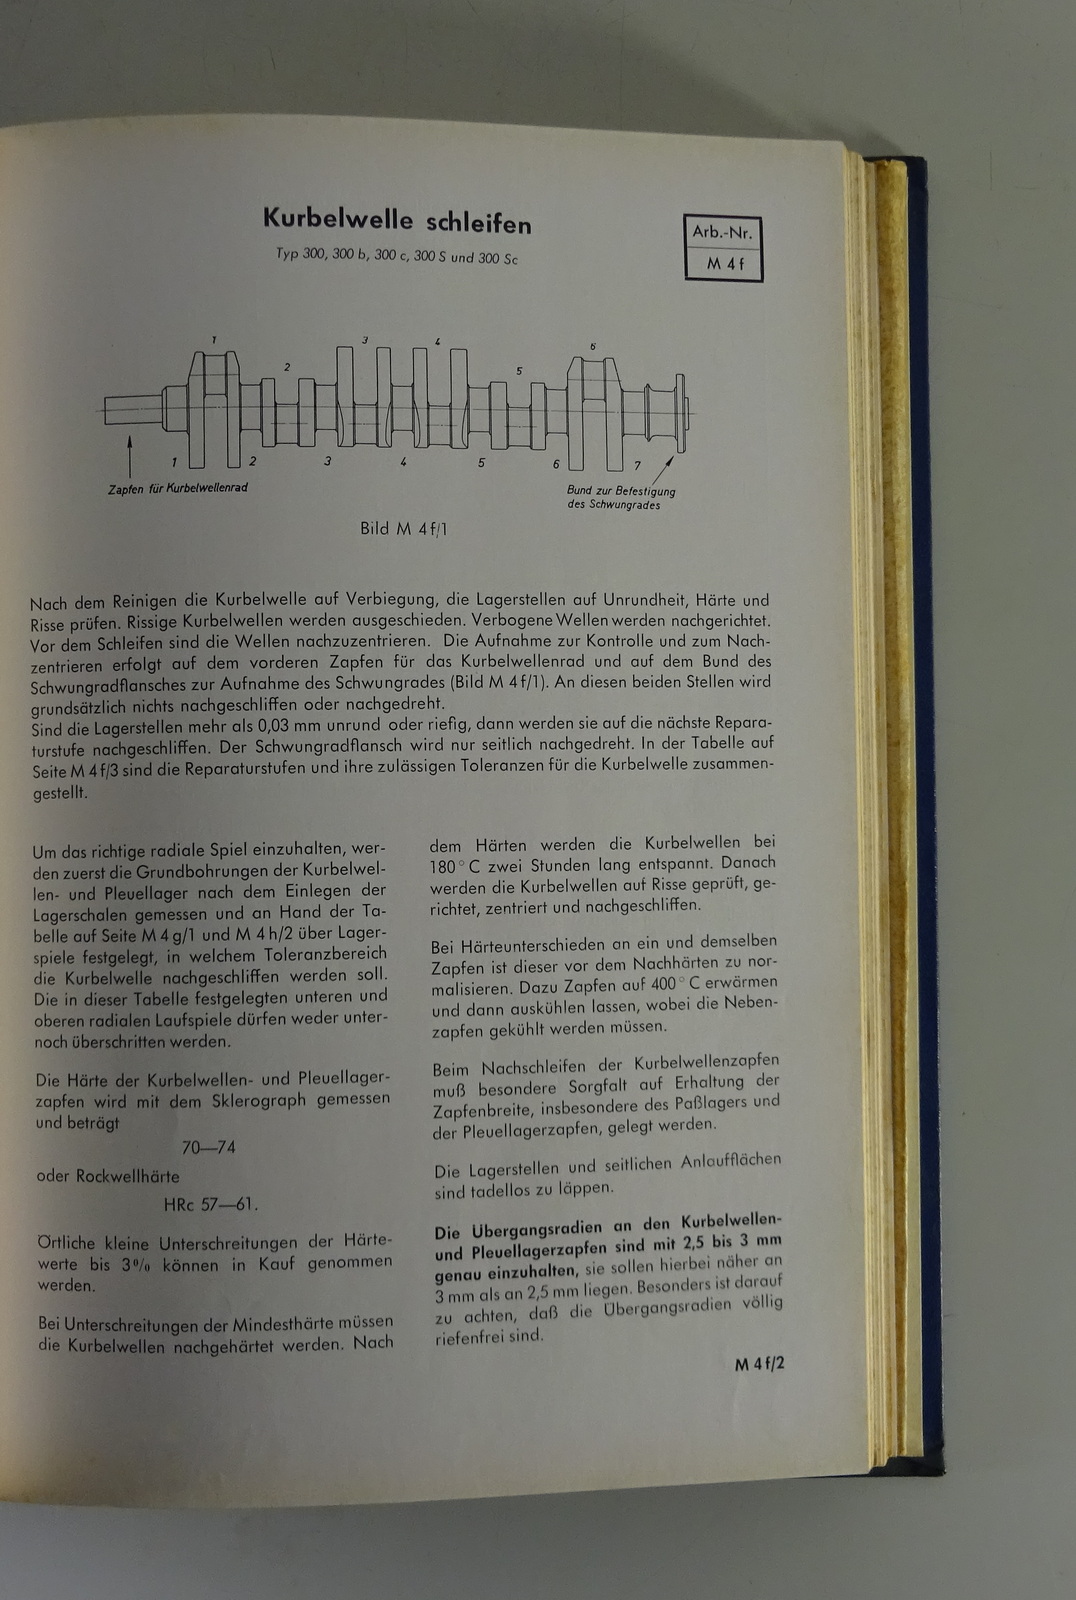 Kurbelwelle schleifen
Typ 300, 300 b, 300 c, 300 S und 300 Sc
Arb.-Nr.
M 4 f
1
2
3
4
5
6
1
2
3
4
5
6
7
Zapfen für Kurbelwellenrad
Bund zur Befestigung
des Schwungrades
Bild M 4 f/1
Nach dem Reinigen die Kurbelwelle auf Verbiegung, die Lagerstellen auf Unrundheit, Härte und
Risse prüfen. Rissige Kurbelwellen werden ausgeschieden. Verbogene Wellen werden nachgerichtet.
Vor dem Schleifen sind die Wellen nachzuzentrieren. Die Aufnahme zur Kontrolle und zum Nach-
zentrieren erfolgt auf dem vorderen Zapfen für das Kurbelwellenrad und auf dem Bund des
Schwungradflansches zur Aufnahme des Schwungrades (Bild M 4 f/1). An diesen beiden Stellen wird
grundsätzlich nichts nachgeschliffen oder nachgedreht.
Sind die Lagerstellen mehr als 0,03 mm unrund oder riefig, dann werden sie auf die nächste Repara-
turstufe nachgeschliffen. Der Schwungradflansch wird nur seitlich nachgedreht. In der Tabelle auf
Seite M 4 f/3 sind die Reparaturstufen und ihre zulässigen Toleranzen für die Kurbelwelle zusammen-
gestellt.
Um das richtige radiale Spiel einzuhalten, wer-
den zuerst die Grundbohrungen der Kurbelwel-
len- und Pleuellager nach dem Einlegen der
Lagerschalen gemessen und an Hand der Ta-
belle auf Seite M 4 g/1 und M 4 h/2 über Lager-
spiele festgelegt, in welchem Toleranzbereich
die Kurbelwelle nachgeschliffen werden soll.
Die in dieser Tabelle festgelegten unteren und
oberen radialen Laufspiele dürfen weder unter-
noch überschritten werden.
Die Härte der Kurbelwellen- und Pleuellager-
zapfen wird mit dem Sklerograph gemessen
und beträgt
70—74
oder Rockwellhärte
HRc 57—61.
Örtliche kleine Unterschreitungen der Härte-
werte bis 3% können in Kauf genommen
werden.
Bei Unterschreitungen der Mindesthärte müssen
die Kurbelwellen nachgehärtet werden. Nach
dem Härten werden die Kurbelwellen bei
180° C zwei Stunden lang entspannt. Danach
werden die Kurbelwellen auf Risse geprüft, ge-
richtet, zentriert und nachgeschliffen.
Bei Härteunterschieden an ein und demselben
Zapfen ist dieser vor dem Nachhärten zu nor-
malisieren. Dazu Zapfen auf 400° C erwärmen
und dann auskühlen lassen, wobei die Neben-
zapfen gekühlt werden müssen.
Beim Nachschleifen der Kurbelwellenzapfen
muß besondere Sorgfalt auf Erhaltung der
Zapfenbreite, insbesondere des Paßlagers und
der Pleuellagerzapfen, gelegt werden.
Die Lagerstellen und seitlichen Anlaufflächen
sind tadellos zu läppen.
Die Übergangsradien an den Kurbelwellen-
und Pleuellagerzapfen sind mit 2,5 bis 3 mm
genau einzuhalten, sie sollen hierbei näher an
3 mm als an 2,5 mm liegen. Besonders ist darauf
zu achten, daß die Übergangsradien völlig
riefenfrei sind.
M 4 f/2